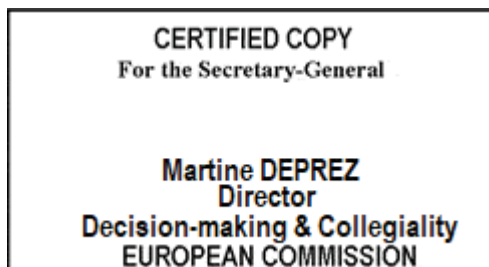 CERTIFIED COPY
For the Secretary-General
Martine DEPREZ
Director
Decision-making & Collegiality
EUROPEAN COMMISSION